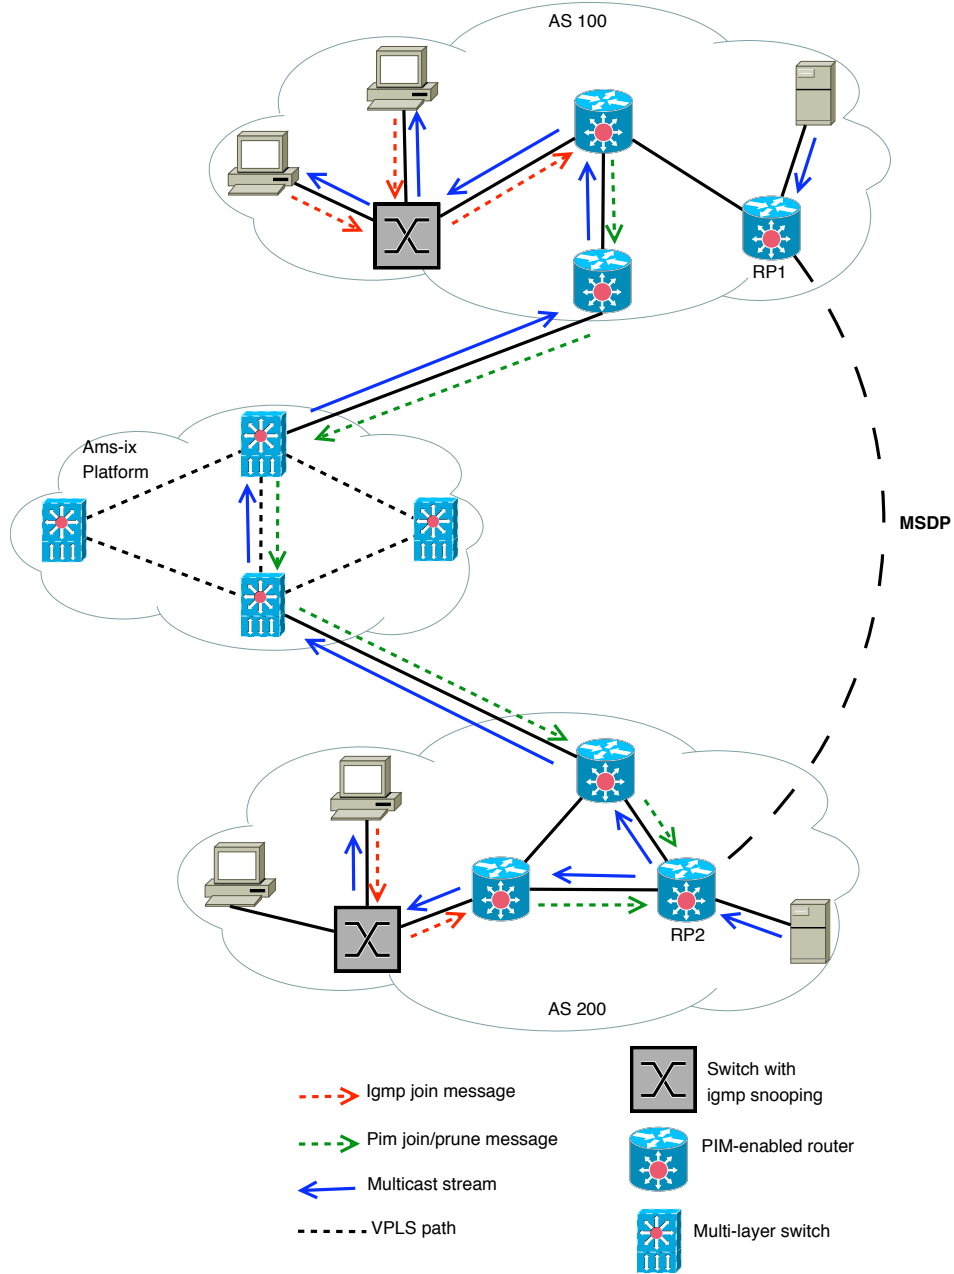 AS 100
RP1
Ams-ix
Platform
MSDP
RP2
AS 200
Igmp join message
Pim join/prune message
Multicast stream
VPLS path
Switch with
igmp snooping
PIM-enabled router
Multi-layer switch